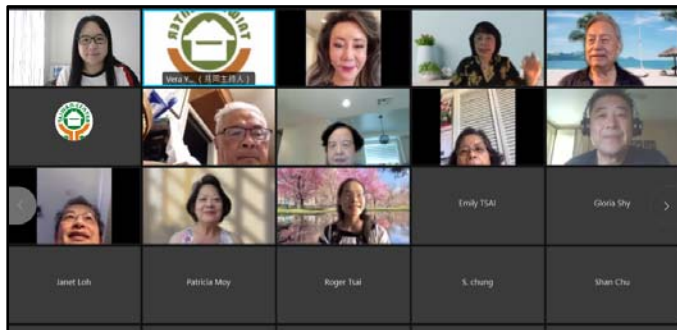 Vera Y... （共同主持人）
Emily TSAI
Gloria Shy
Janet Loh
Patricia Moy
Roger Tsai
S. chung
Shan Chu